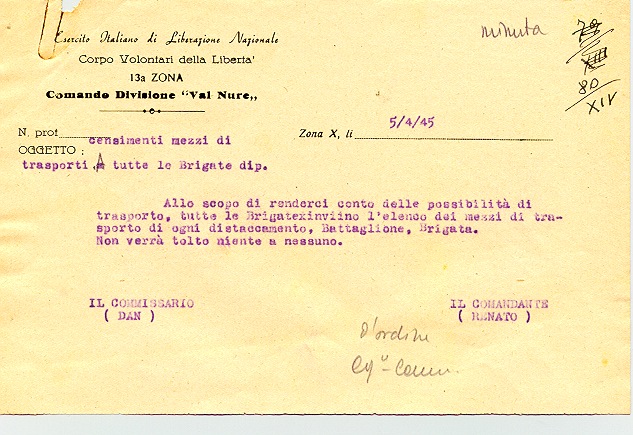 Esercito Italiano di Liberazione Nazionale
Corpo Volontari della Libertà'
13a ZONA
Comando Divisione "Val Nure„
minuta
79
XIII
80
XIV
N. prot
Zona X, li 5/4/45
OGGETTO : censimenti mezzi di
trasporti. A tutte le Brigate dip.
Allo scopo di renderci conto delle possibilità di
trasporto, tutte le Brigatexinviino l'elenco dei mezzi di tra-
sporto di ogni distaccamento, Battaglione, Brigata.
Non verrà tolto niente a nessuno.
IL COMMISSARIO
( DAN )
IL COMANDANTE
( RENATO )
d'ordine